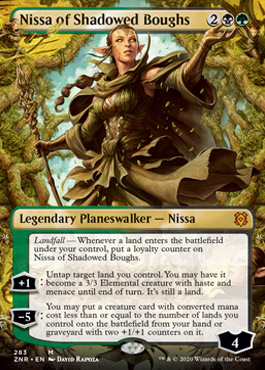 Nissa of Shadowed Boughs 2
Legendary Planeswalker — Nissa
Landfall — Whenever a land enters the battlefield
under your control, put a loyalty counter on
Nissa of Shadowed Boughs.
+1: Untap target land you control. You may have it
become a 3/3 Elemental creature with haste and
menace until end of turn. It's still a land.
−5: You may put a creature card with converted mana
cost less than or equal to the number of lands you
control onto the battlefield from your hand or
graveyard with two +1/+1 counters on it.
4
283 M
ZNR • EN DAVID RAPOZA
™ & © 2020 Wizards of the Coast